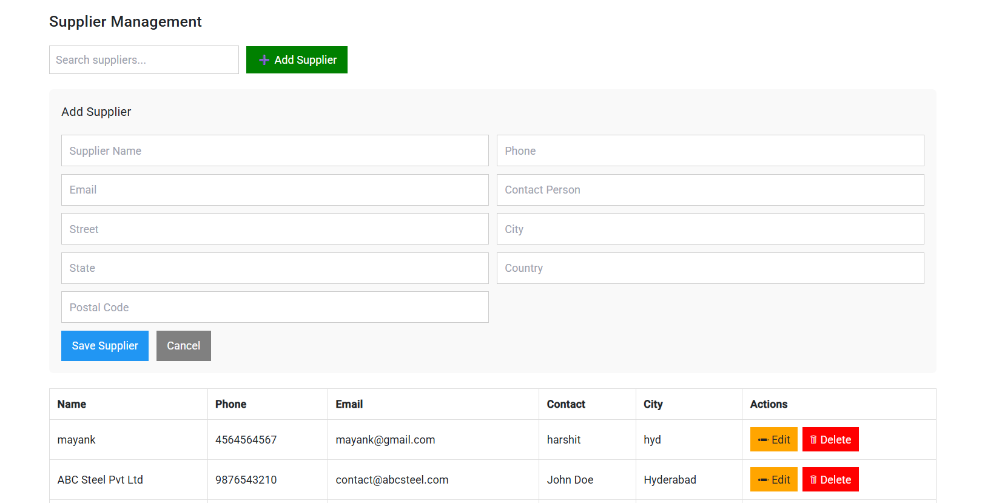 Supplier Management
Search suppliers... ➕ Add Supplier
Add Supplier
Supplier Name Phone
Email Contact Person
Street City
State Country
Postal Code
Save Supplier Cancel
Name Phone Email Contact City Actions
mayank 4564564567 mayank@gmail.com harshit hyd Edit Delete
ABC Steel Pvt Ltd 9876543210 contact@abcsteel.com John Doe Hyderabad Edit Delete